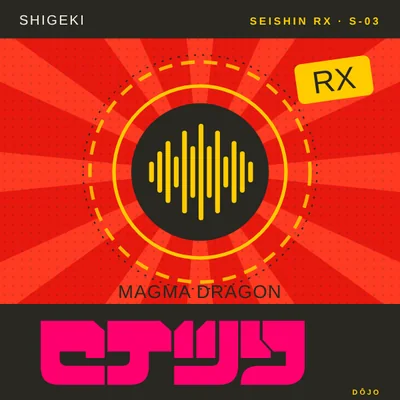 SHIGEKI
SEISHIN RX · S-03
RX
MAGMA DRAGON
DŌJO